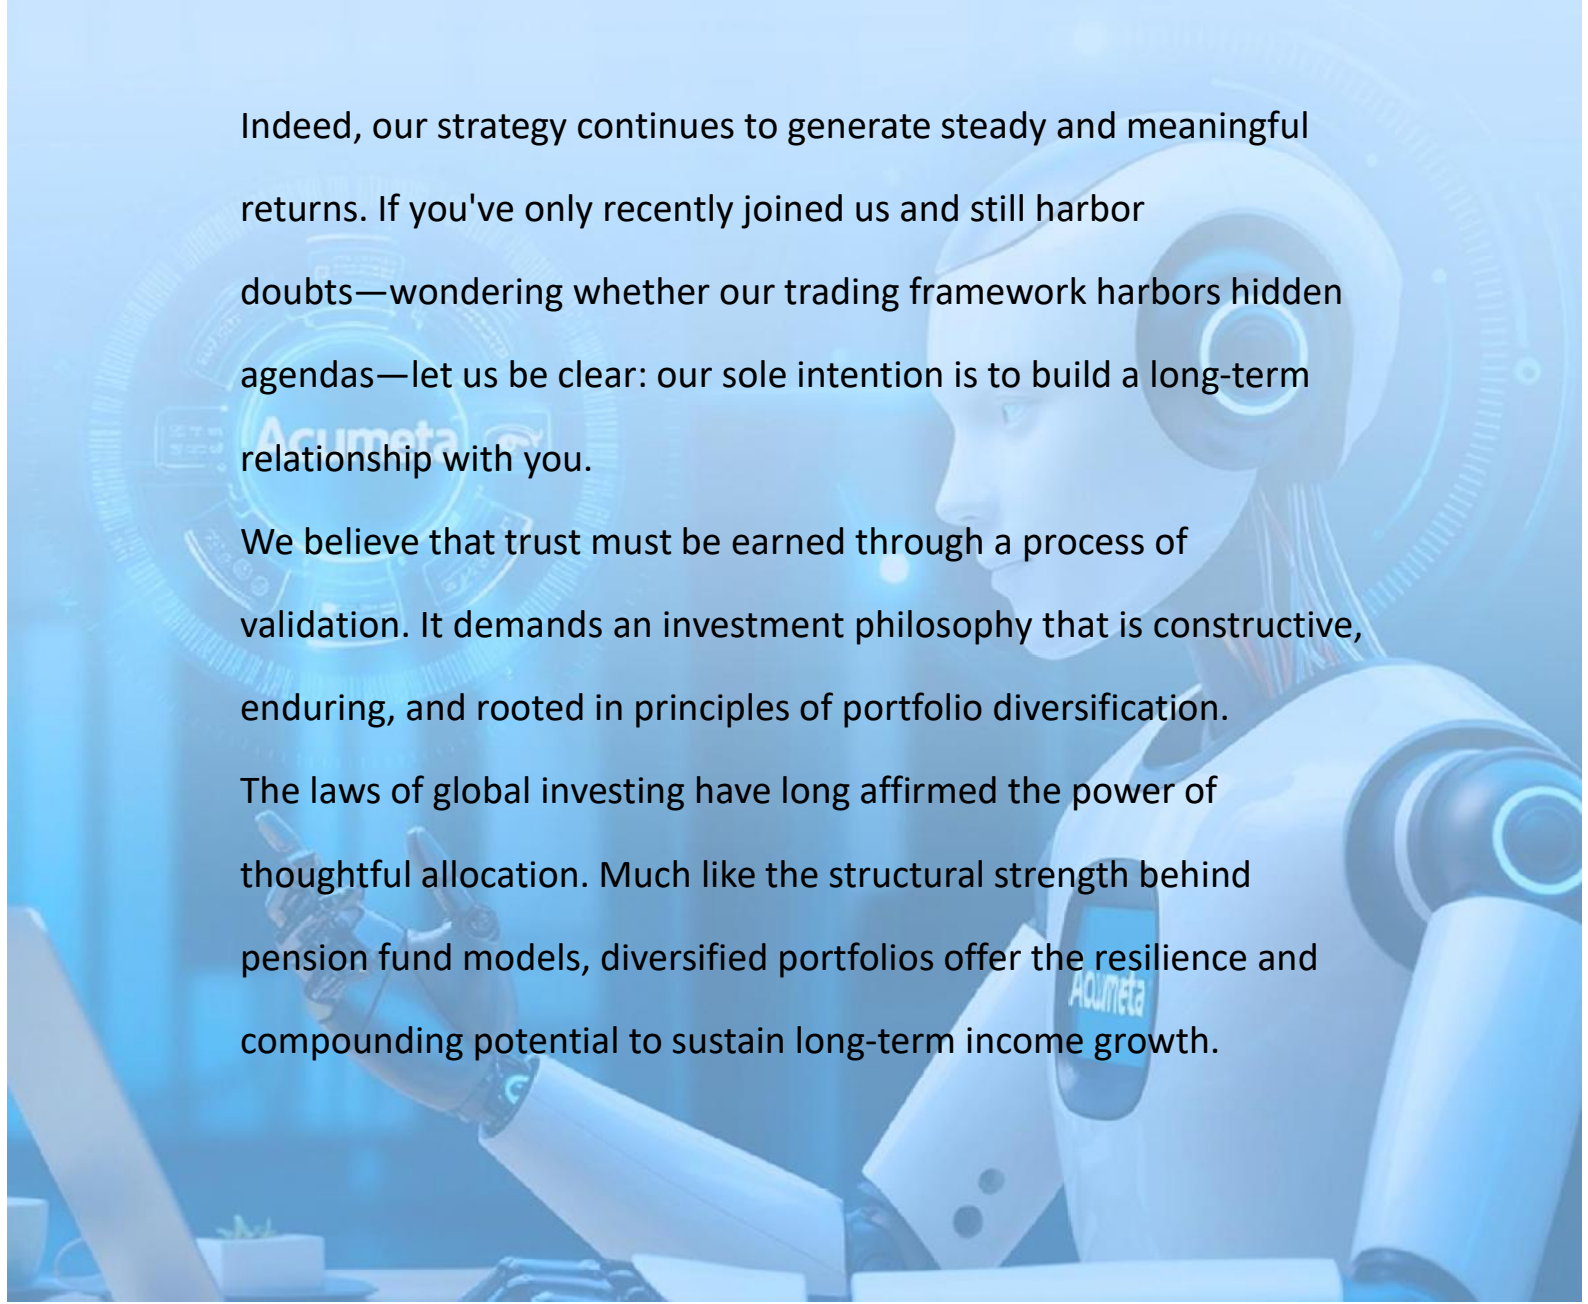 Indeed, our strategy continues to generate steady and meaningful
returns. If you've only recently joined us and still harbor
doubts—wondering whether our trading framework harbors hidden
agendas—let us be clear: our sole intention is to build a long-term
Acumeta
relationship with you.
We believe that trust must be earned through a process of
validation. It demands an investment philosophy that is constructive,
enduring, and rooted in principles of portfolio diversification.
The laws of global investing have long affirmed the power of
thoughtful allocation. Much like the structural strength behind
pension fund models, diversified portfolios offer the resilience and
Acumeta
compounding potential to sustain long-term income growth.